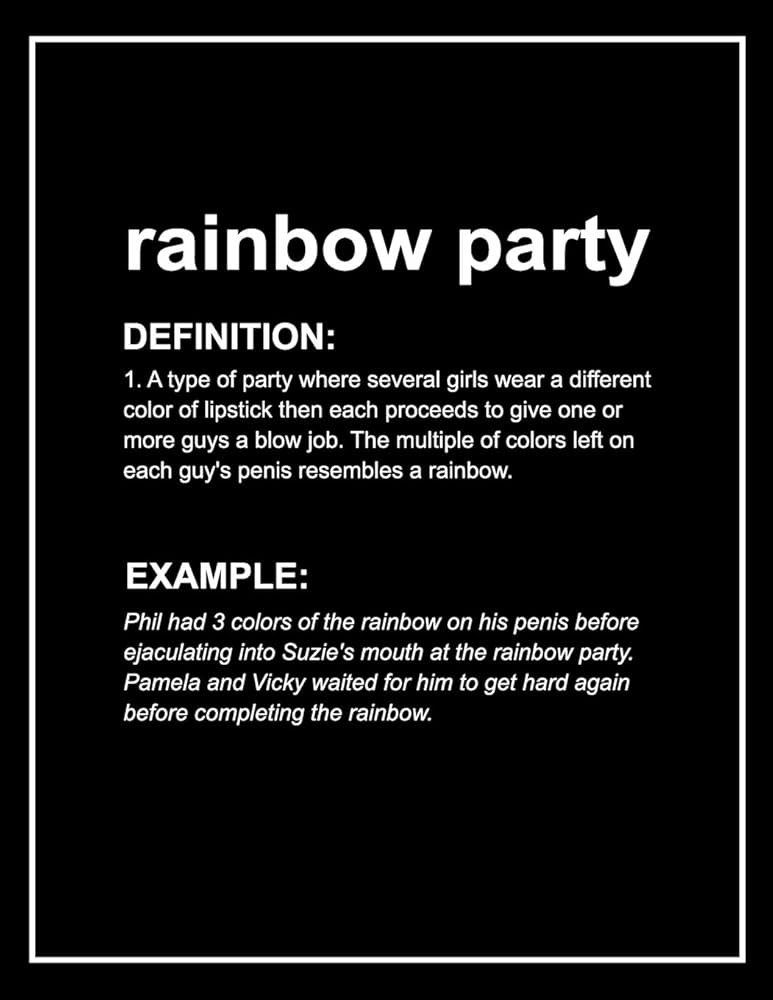 rainbow party
DEFINITION:
1. A type of party where several girls wear a different
color of lipstick then each proceeds to give one or
more guys a blow job. The multiple of colors left on
each guy's penis resembles a rainbow.
EXAMPLE:
Phil had 3 colors of the rainbow on his penis before
ejaculating into Suzie's mouth at the rainbow party.
Pamela and Vicky waited for him to get hard again
before completing the rainbow.